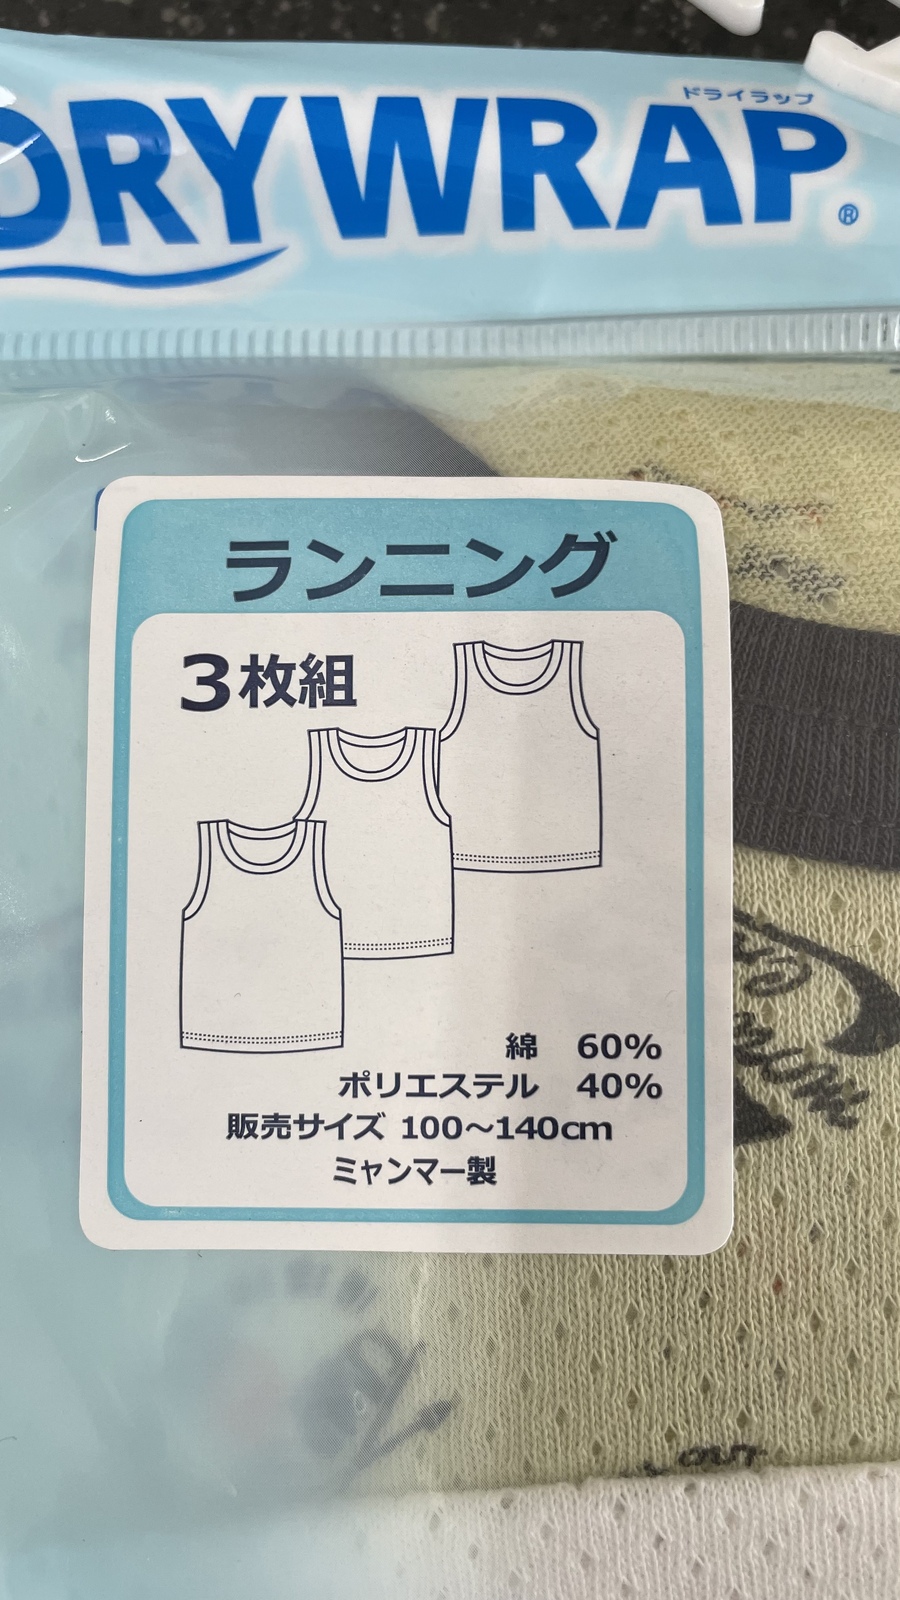 ドライラップ
DRYWRAP®
ランニング
3枚組
綿 60%
ポリエステル 40%
販売サイズ 100〜140cm
ミャンマー製
OUT